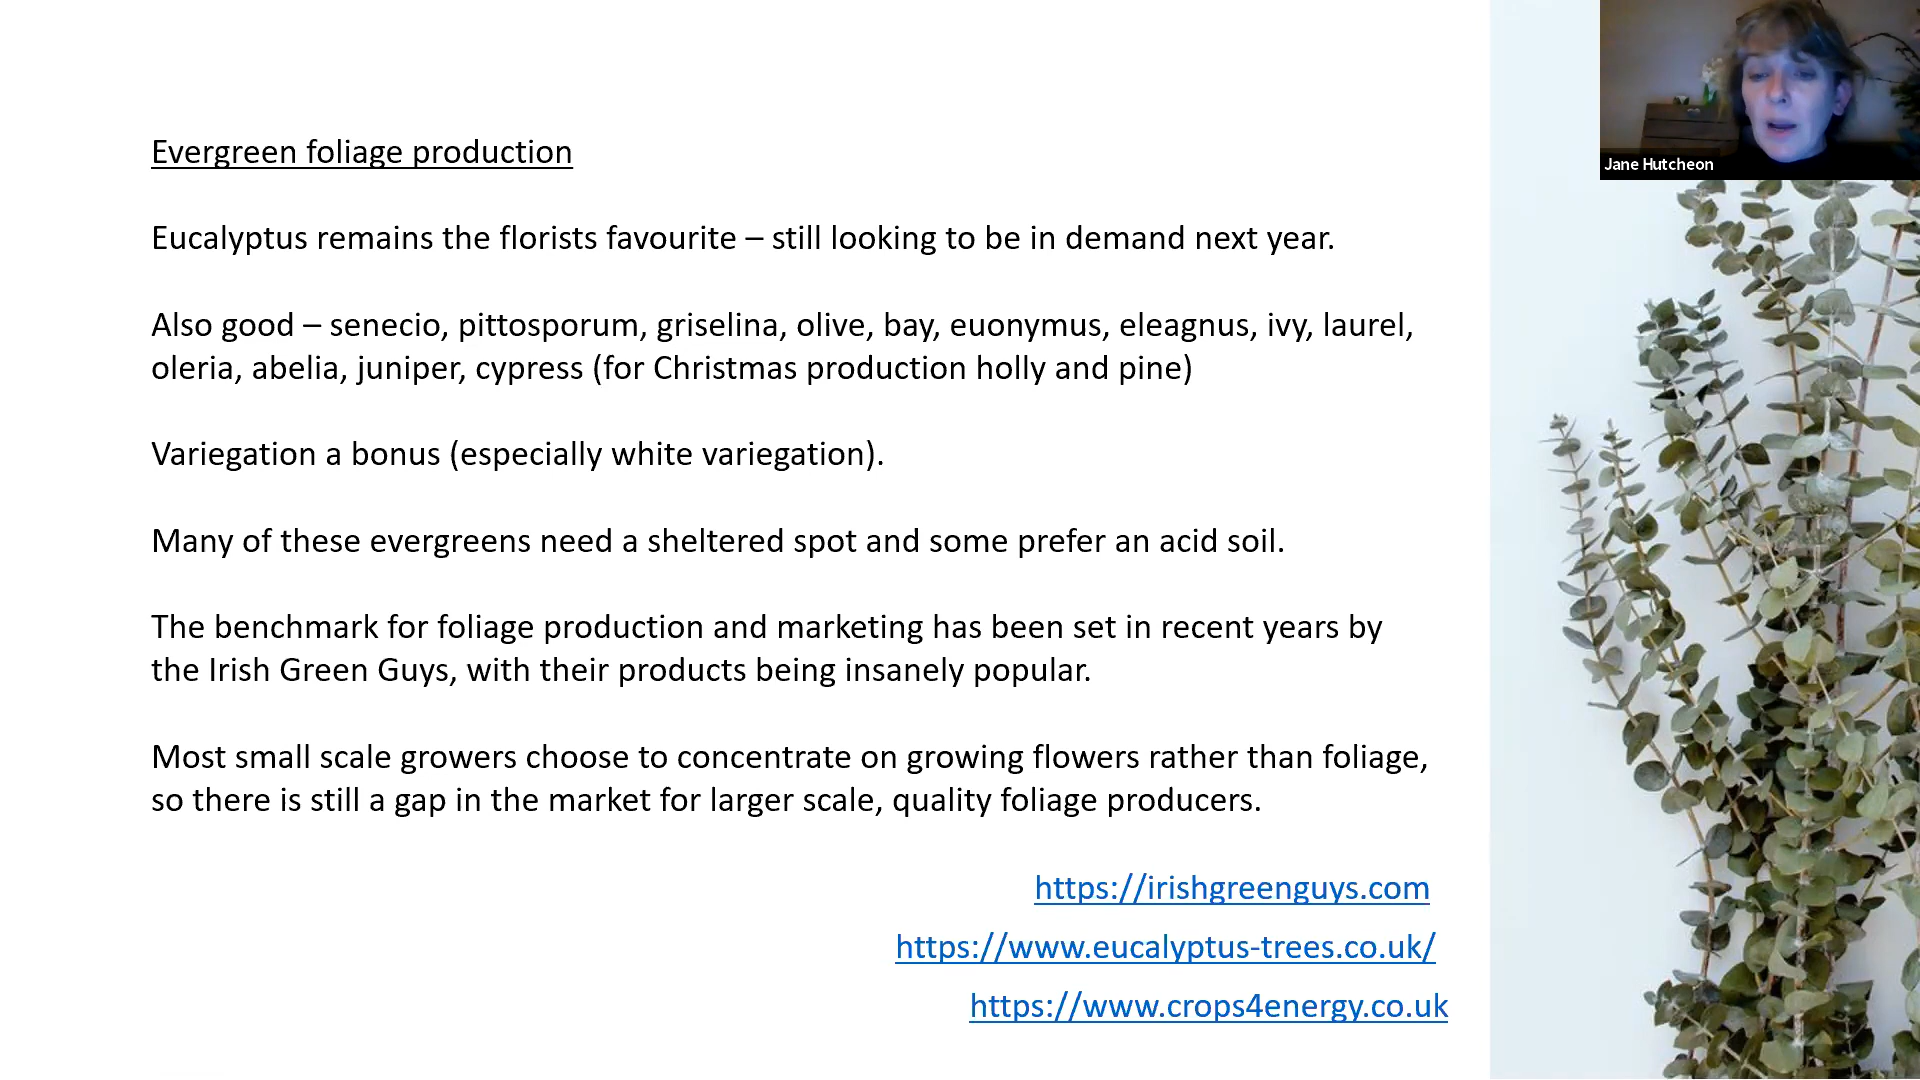 Jane Hutcheon
Evergreen foliage production
Eucalyptus remains the florists favourite – still looking to be in demand next year.
Also good – senecio, pittosporum, griselina, olive, bay, euonymus, eleagnus, ivy, laurel,
oleria, abelia, juniper, cypress (for Christmas production holly and pine)
Variegation a bonus (especially white variegation).
Many of these evergreens need a sheltered spot and some prefer an acid soil.
The benchmark for foliage production and marketing has been set in recent years by
the Irish Green Guys, with their products being insanely popular.
Most small scale growers choose to concentrate on growing flowers rather than foliage,
so there is still a gap in the market for larger scale, quality foliage producers.
https://irishgreenguys.com
https://www.eucalyptus-trees.co.uk/
https://www.crops4energy.co.uk